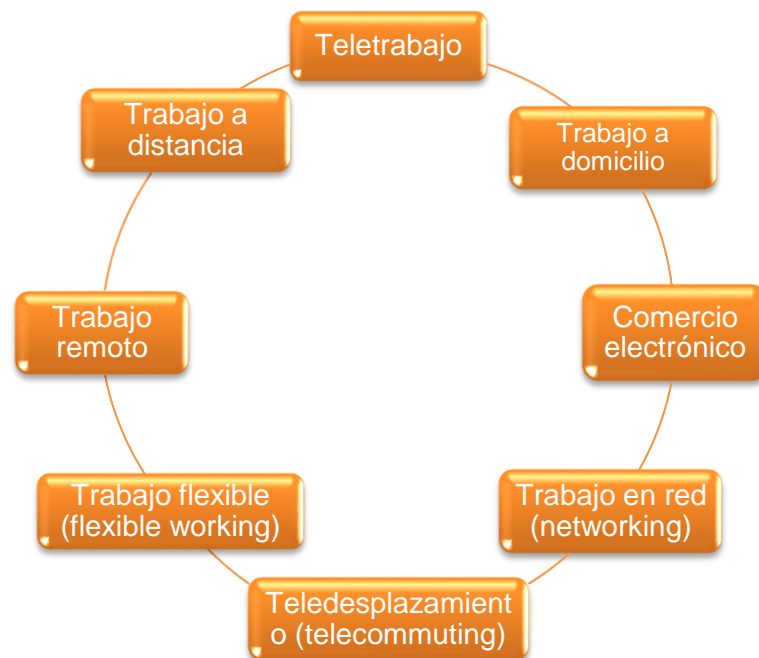 Teletrabajo
Trabajo a
domicilio
Comercio
electrónico
Trabajo en red
(networking)
Teledesplazamient
o (telecommuting)
Trabajo flexible
(flexible working)
Trabajo
remoto
Trabajo a
distancia